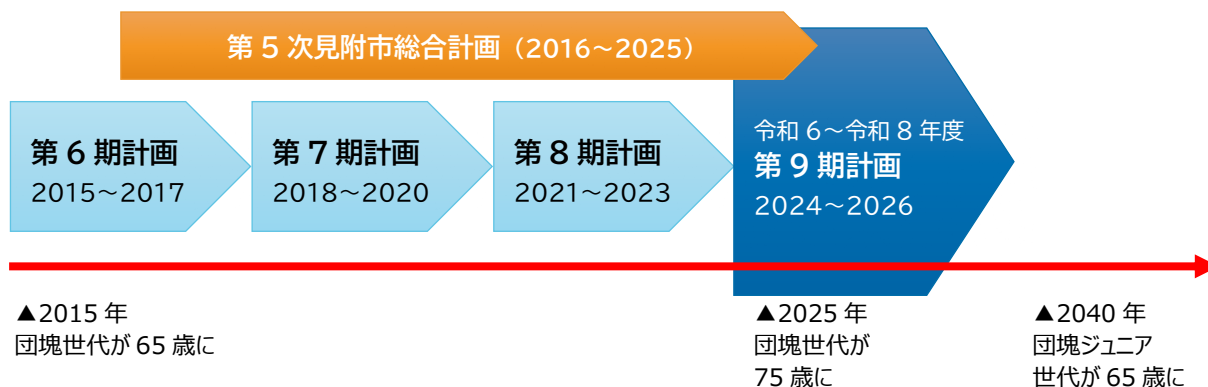 第5次見附市総合計画（2016～2025）
第6期計画
2015～2017
第7期計画
2018～2020
第8期計画
2021～2023
令和6～令和8年度
第9期計画
2024～2026
▲2015年
団塊世代が65歳に
▲2025年
団塊世代が
75歳に
▲2040年
団塊ジュニア
世代が65歳に